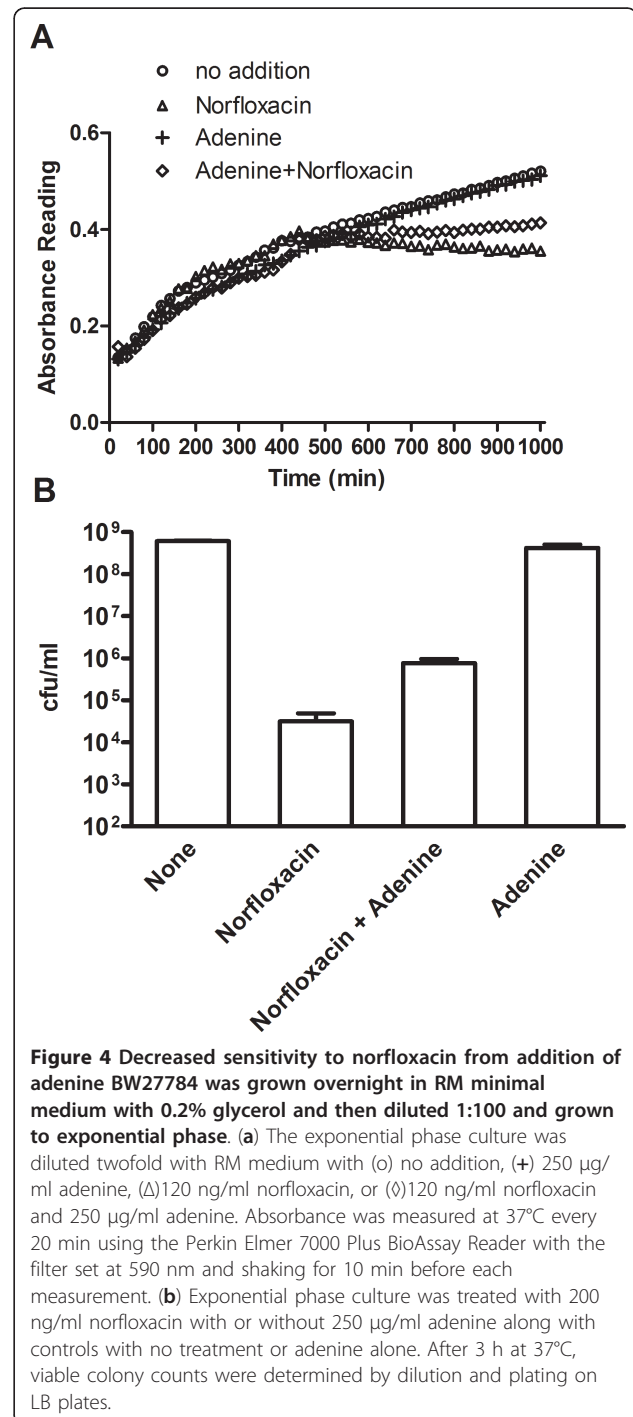 A
no addition
Norfloxacin
Adenine
Adenine+Norfloxacin
Absorbance Reading
0.6
0.4
0.2
0.0
0 100 200 300 400 500 600 700 800 900 1000
Time (min)
B
cfu/ml
10⁹
10⁸
10⁷
10⁶
10⁵
10⁴
10³
10²
None
Norfloxacin
Norfloxacin + Adenine
Adenine
Figure 4 Decreased sensitivity to norfloxacin from addition of
adenine BW27784 was grown overnight in RM minimal
medium with 0.2% glycerol and then diluted 1:100 and grown
to exponential phase. (a) The exponential phase culture was
diluted twofold with RM medium with (o) no addition, (+) 250 μg/
ml adenine, (Δ)120 ng/ml norfloxacin, or (◊)120 ng/ml norfloxacin
and 250 μg/ml adenine. Absorbance was measured at 37°C every
20 min using the Perkin Elmer 7000 Plus BioAssay Reader with the
filter set at 590 nm and shaking for 10 min before each
measurement. (b) Exponential phase culture was treated with 200
ng/ml norfloxacin with or without 250 μg/ml adenine along with
controls with no treatment or adenine alone. After 3 h at 37°C,
viable colony counts were determined by dilution and plating on
LB plates.